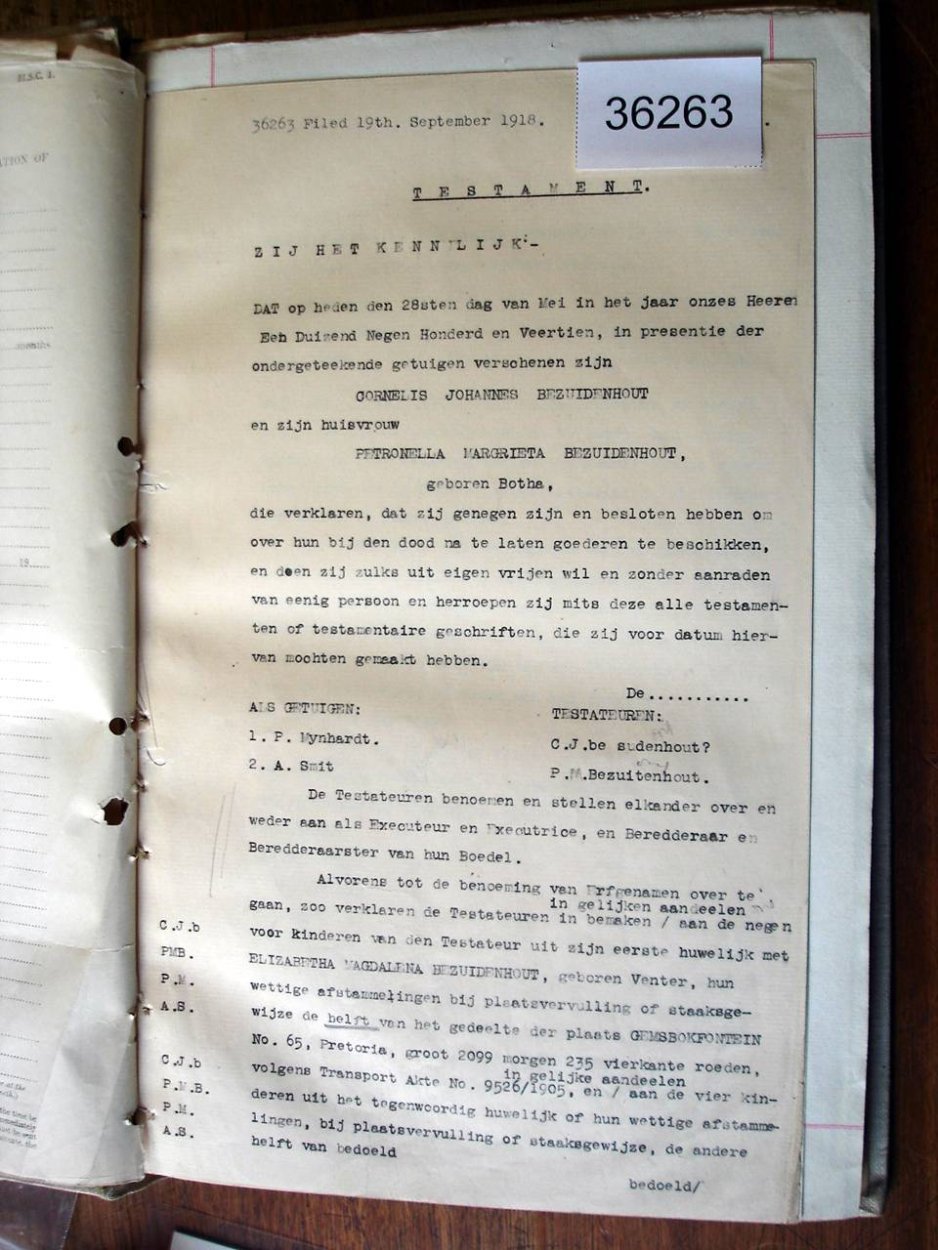 M.S.C. 1.
36263
36263 Filed 19th. September 1918.
T E S T A M E N T.
Z I J H E T K E N N L I J K :-
DAT op heden den 28sten dag van Mei in het jaar onzes Heeren
Een Duizend Negen Honderd en Veertien, in presentie der
ondergeteekende getuigen verschenen zijn
CORNELIS JOHANNES BEZUIDENHOUT
en zijn huisvrouw
PETRONELLA MARGRIETA BEZUIDENHOUT,
geboren Botha,
die verklaren, dat zij genegen zijn en besloten hebben om
over hun bij den dood na te laten goederen te beschikken,
en doen zij zulks uit eigen vrijen wil en zonder aanraden
van eenig persoon en herroepen zij mits deze alle testamen-
ten of testamentaire geschriften, die zij voor datum hier-
van mochten gemaakt hebben.
De...........
ALS GETUIGEN:
TESTATEUREN:
1. P. Mynhardt.
C.J.be sudenhout?
2. A. Smit
P.M.Bezuitenhout.
De Testateuren benoemen en stellen elkander over en
weder aan als Executeur en Executrice, en Beredderaar en
Beredderaarster van hun Boedel.
Alvorens tot de benoeming van Erfgenamen over te
in gelijken aandeelen
gaan, zoo verklaren de Testateuren in bemaken / aan de negen
C.J.b
voor kinderen van den Testateur uit zijn eerste huwelijk met
PMB.
ELIZABETHA MAGDALENA BEZUIDENHOUT, geboren Venter, hun
P.M.
wettige afstammelingen bij plaatsvervulling of staaksge-
A.S.
wijze de helft van het gedeelte der plaats GEMSBOKFONTEIN
No. 65, Pretoria, groot 2099 morgen 235 vierkante roeden,
in gelijke aandeelen
C.J.b
volgens Transport Akte No. 9526/1905, en / aan de vier kin-
P.M.B.
deren uit het tegenwoordig huwelijk of hun wettige afstamme-
P.M.
lingen, bij plaatsvervulling of staaksgewijze, de andere
A.S.
helft van bedoeld
bedoeld/